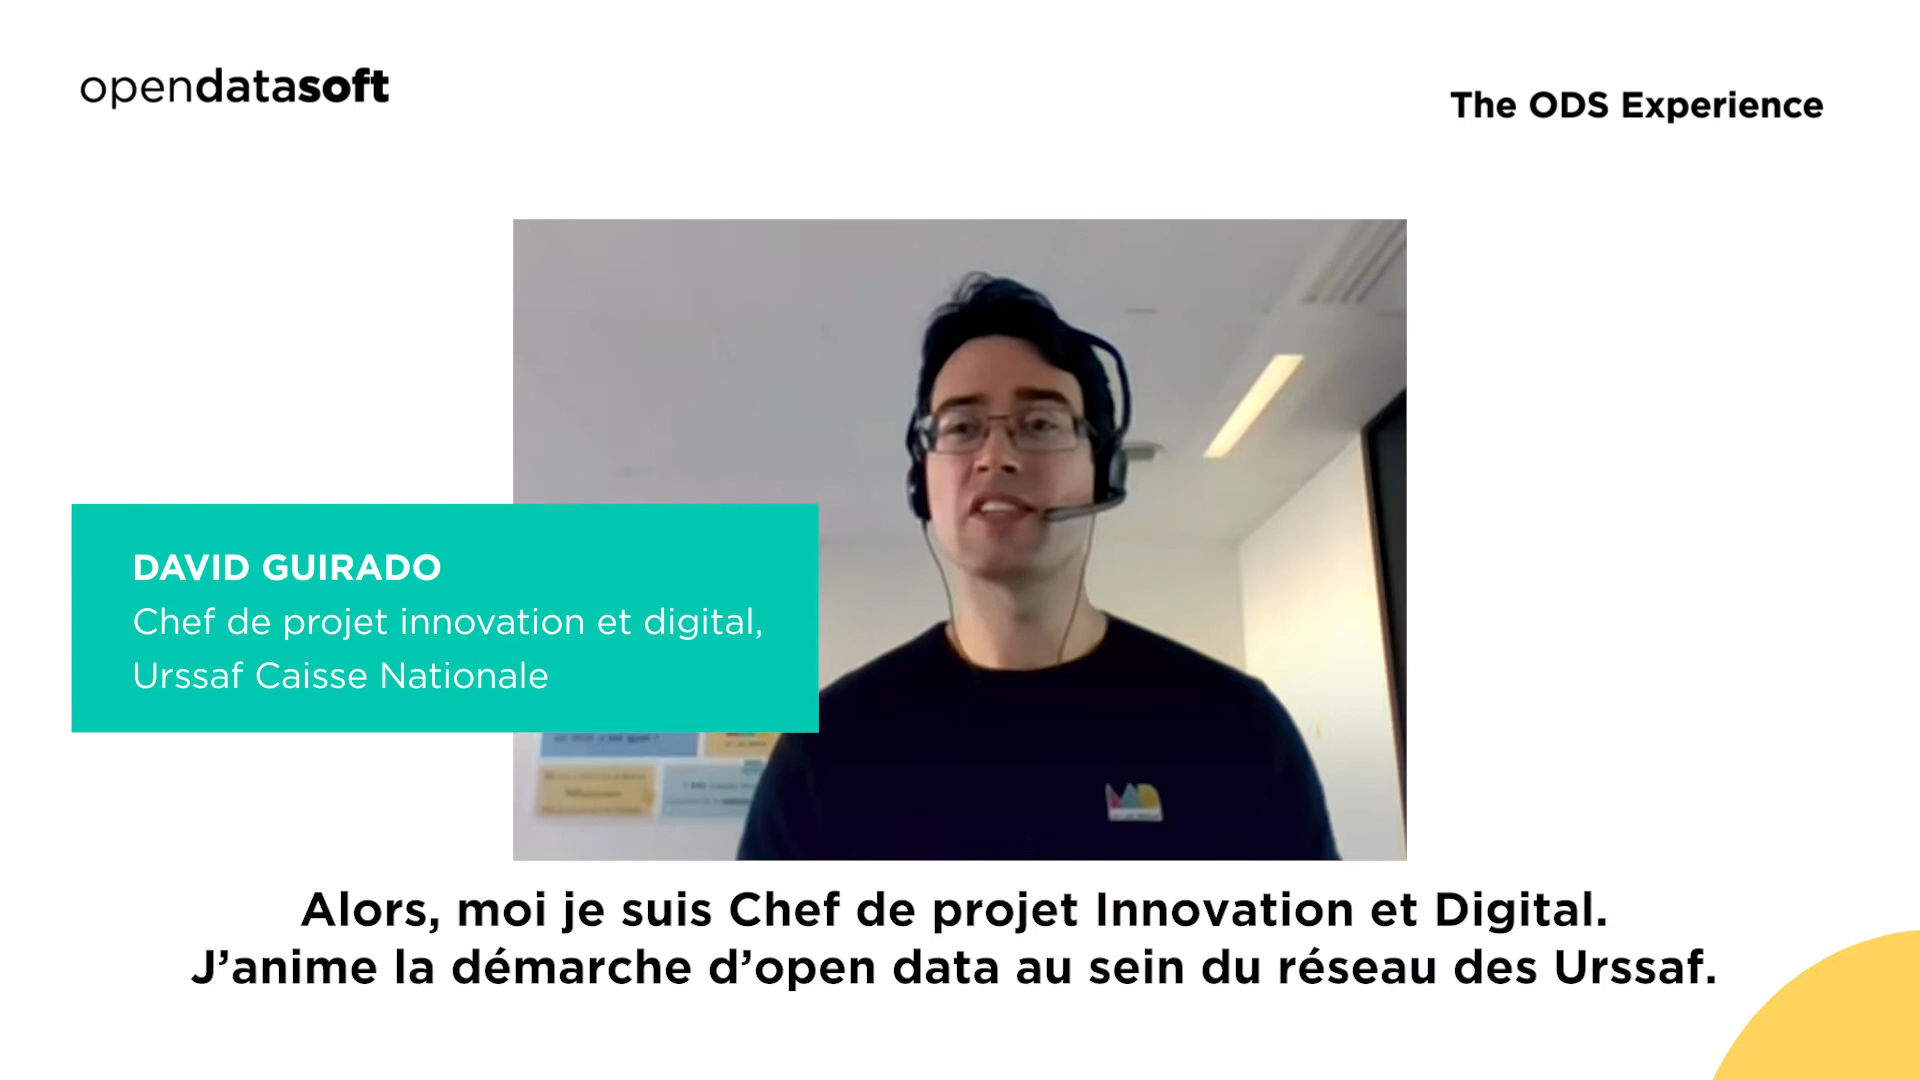 opendatasoft
The ODS Experience
DAVID GUIRADO
Chef de projet innovation et digital,
Urssaf Caisse Nationale
Alors, moi je suis Chef de projet Innovation et Digital.
J’anime la démarche d’open data au sein du réseau des Urssaf.